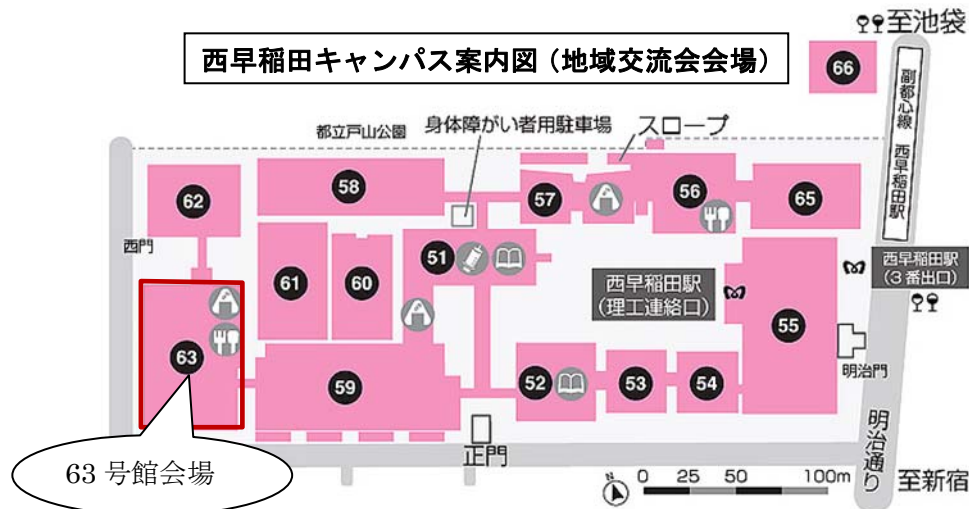 西早稲田キャンパス案内図（地域交流会会場）
至池袋
66
副都心線 西早稲田駅
都立戸山公園
身体障がい者用駐車場
スロープ
58
57
56
65
62
西門
51
61
60
西早稲田駅
（理工連絡口）
西早稲田駅
（3番出口）
55
63
59
52
53
54
明治門
正門
明治通り
63 号館会場
至新宿
N
0 25 50 100m